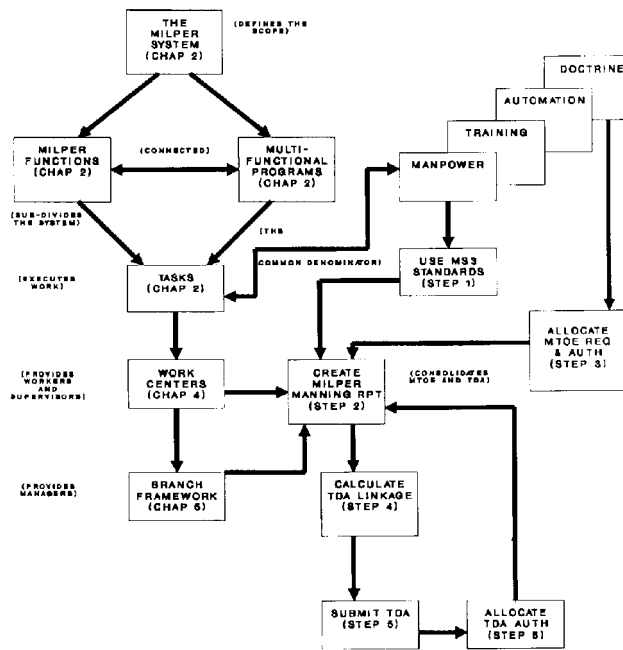 THE
MILPER
SYSTEM
(CHAP 2)
(DEFINES THE
SCOPE)
DOCTRINE
AUTOMATION
TRAINING
MANPOWER
MILPER
FUNCTIONS
(CHAP 2)
(CONNECTED)
MULTI-
FUNCTIONAL
PROGRAMS
(CHAP 2)
(SUB-DIVIDES
THE SYSTEM)
(THE
COMMON DENOMINATOR)
USE MS3
STANDARDS
(STEP 1)
(EXECUTES
WORK)
TASKS
(CHAP 2)
ALLOCATE
MTOE REQ
& AUTH
(STEP 3)
(PROVIDES
WORKERS
AND
SUPERVISORS)
WORK
CENTERS
(CHAP 4)
CREATE
MILPER
MANNING RPT
(STEP 2)
(CONSOLIDATES
MTOE AND TDA)
(PROVIDES
MANAGERS)
BRANCH
FRAMEWORK
(CHAP 5)
CALCULATE
TDA LINKAGE
(STEP 4)
SUBMIT TDA
(STEP 5)
ALLOCATE
TDA AUTH
(STEP 6)